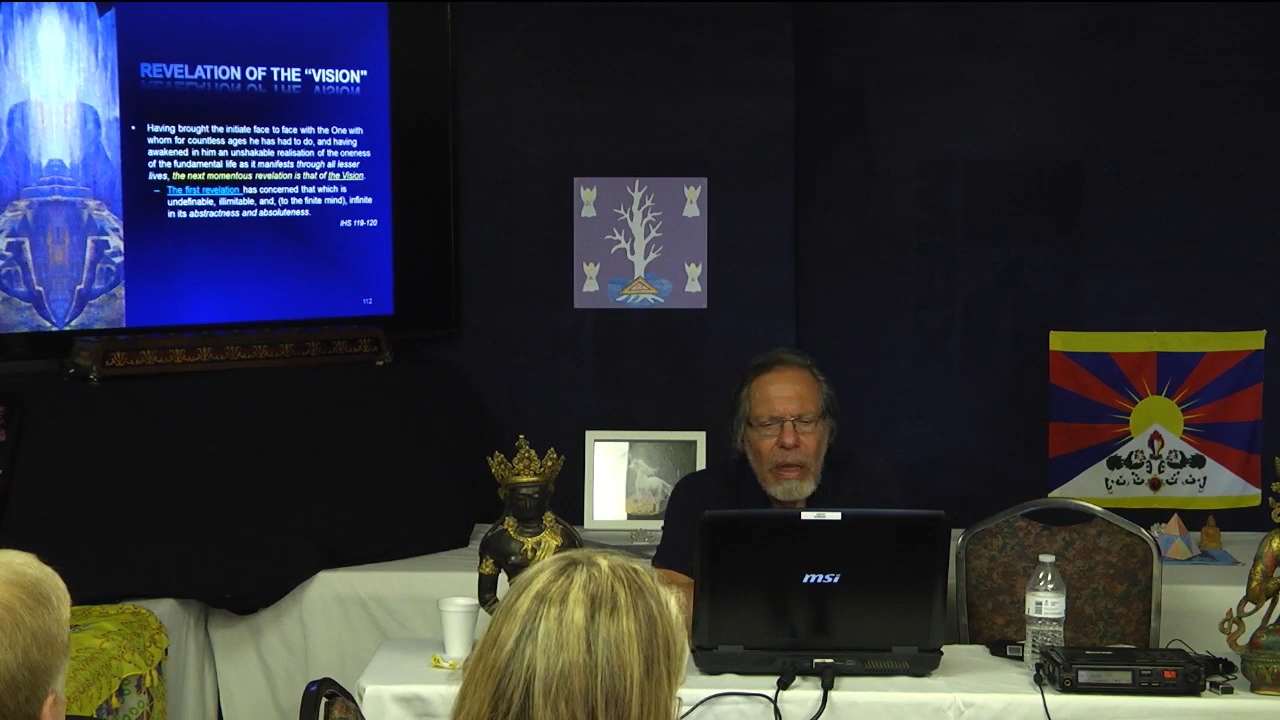 REVELATION OF THE “VISION"
• Having brought the initiate face to face with the One with
whom for countless ages he has had to do, and having
awakened in him an unshakable realisation of the oneness
of the fundamental life as it manifests through all lesser
lives, the next momentous revelation is that of the Vision.
– The first revelation has concerned that which is
undefinable, illimitable, and, (to the finite mind), infinite
in its abstractness and absoluteness.
IHS 119-120
112
msi